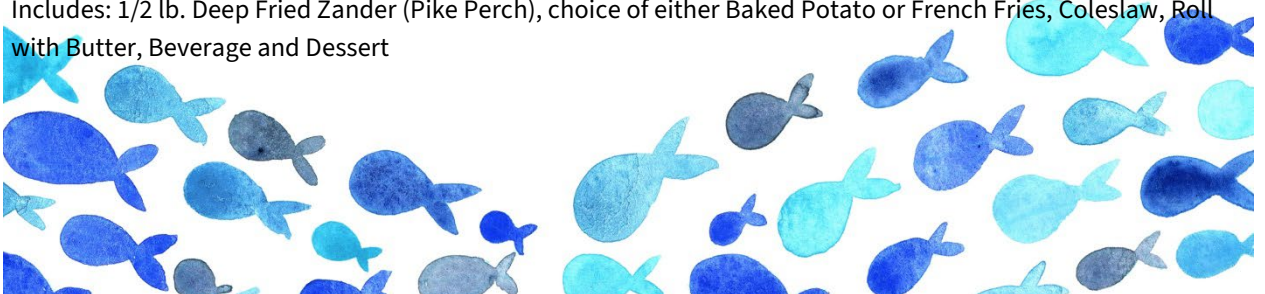 Includes: 1/2 lb. Deep Fried Zander (Pike Perch), choice of either Baked Potato or French Fries, Coleslaw, Roll
with Butter, Beverage and Dessert